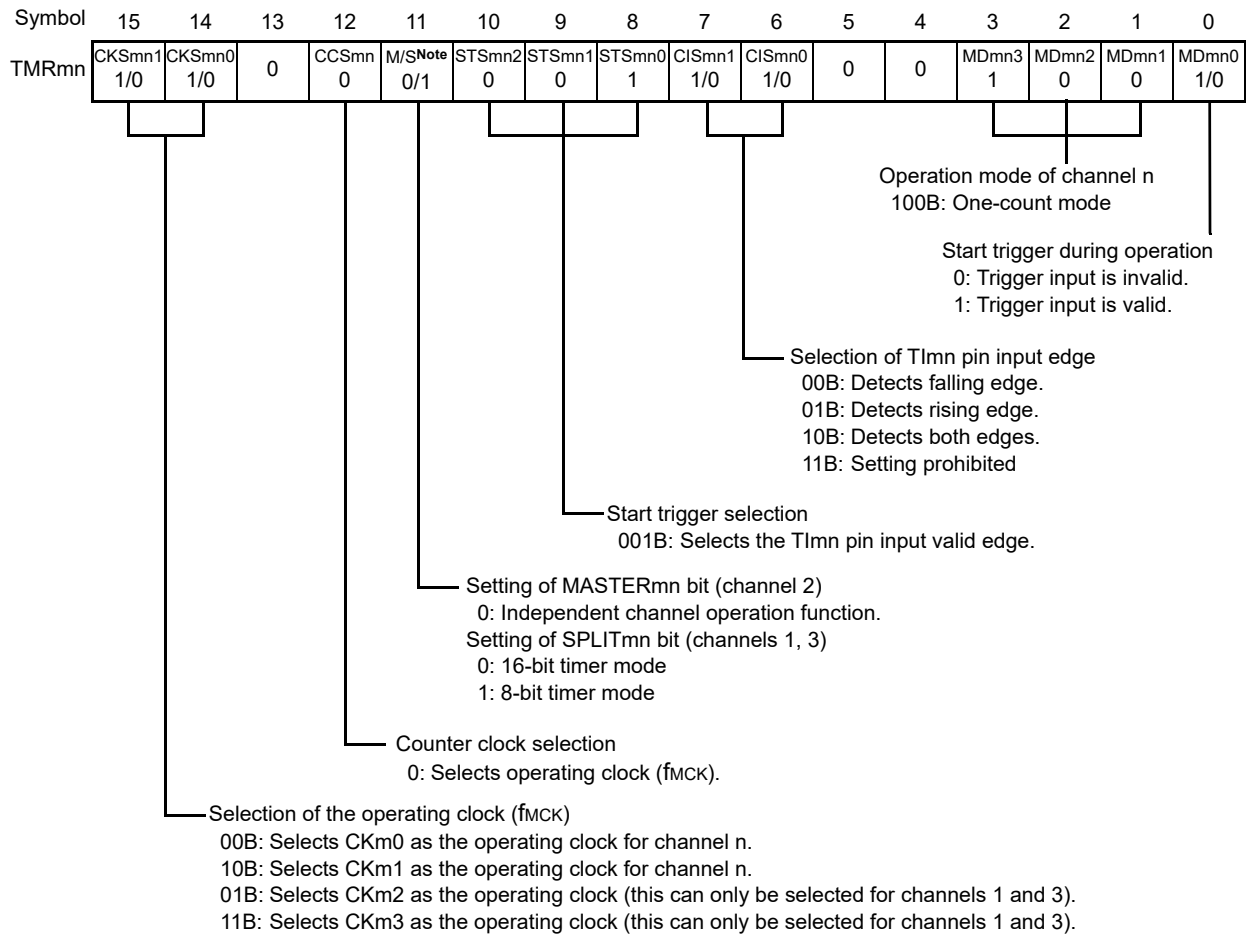 Symbol 15 14 13 12 11 10 9 8 7 6 5 4 3 2 1 0
TMRmn CKSmn1 CKSmn0 CCSmn M/SNote STSmn2 STSmn1 STSmn0 CISmn1 CISmn0 MDmn3 MDmn2 MDmn1 MDmn0
1/0 1/0 0 0 0/1 0 0 1 1/0 1/0 0 0 1 0 0 1/0
Operation mode of channel n
100B: One-count mode
Start trigger during operation
0: Trigger input is invalid.
1: Trigger input is valid.
Selection of TImn pin input edge
00B: Detects falling edge.
01B: Detects rising edge.
10B: Detects both edges.
11B: Setting prohibited
Start trigger selection
001B: Selects the TImn pin input valid edge.
Setting of MASTERmn bit (channel 2)
0: Independent channel operation function.
Setting of SPLITmn bit (channels 1, 3)
0: 16-bit timer mode
1: 8-bit timer mode
Counter clock selection
0: Selects operating clock (fMCK).
Selection of the operating clock (fMCK)
00B: Selects CKm0 as the operating clock for channel n.
10B: Selects CKm1 as the operating clock for channel n.
01B: Selects CKm2 as the operating clock (this can only be selected for channels 1 and 3).
11B: Selects CKm3 as the operating clock (this can only be selected for channels 1 and 3).